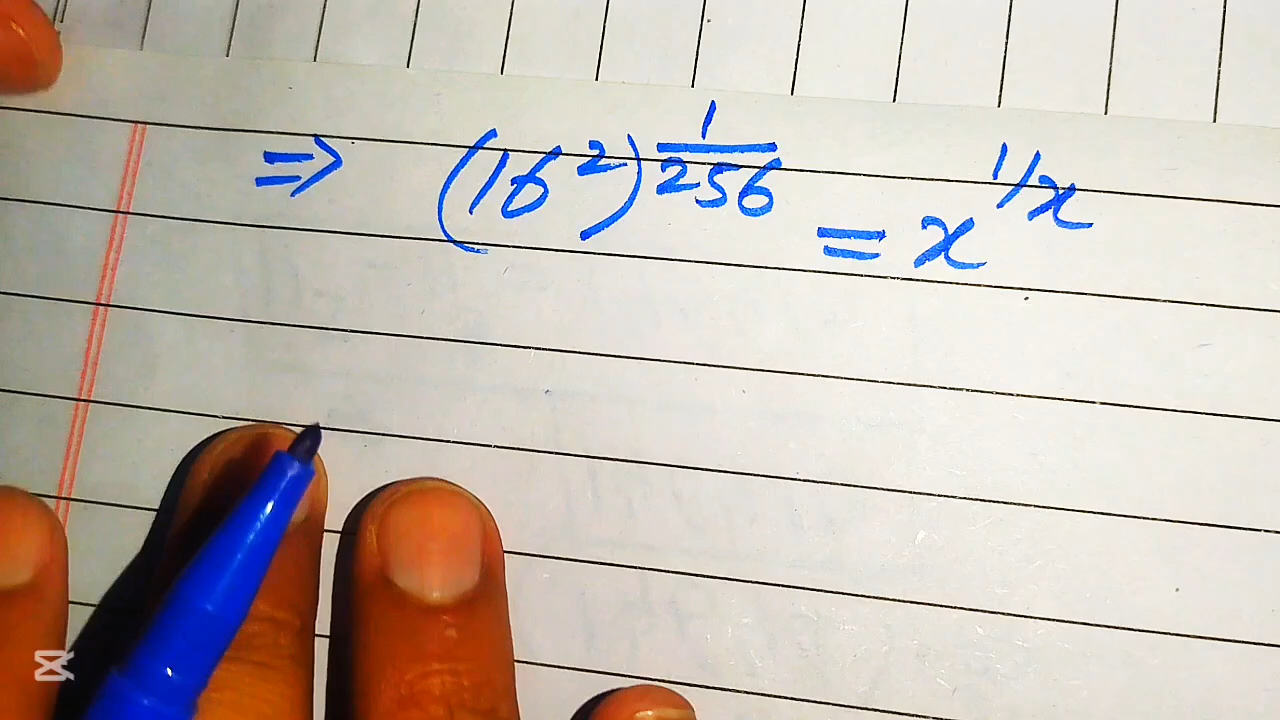 ⇒ (16²)^(1/256) = x^(1/x)